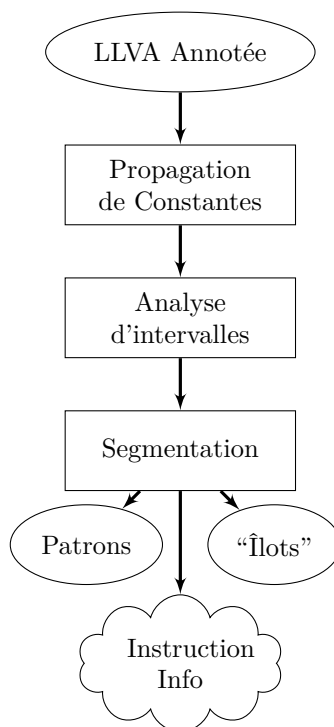 LLVA Annotée
Propagation
de Constantes
Analyse
d'intervalles
Segmentation
Patrons
“Îlots”
Instruction
Info